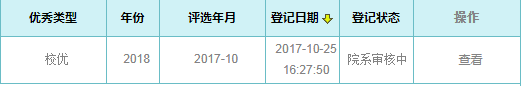 优秀类型 年份 评选年月 登记日期 登记状态 操作
校优 2018 2017-10 2017-10-25 16:27:50 院系审核中 查看